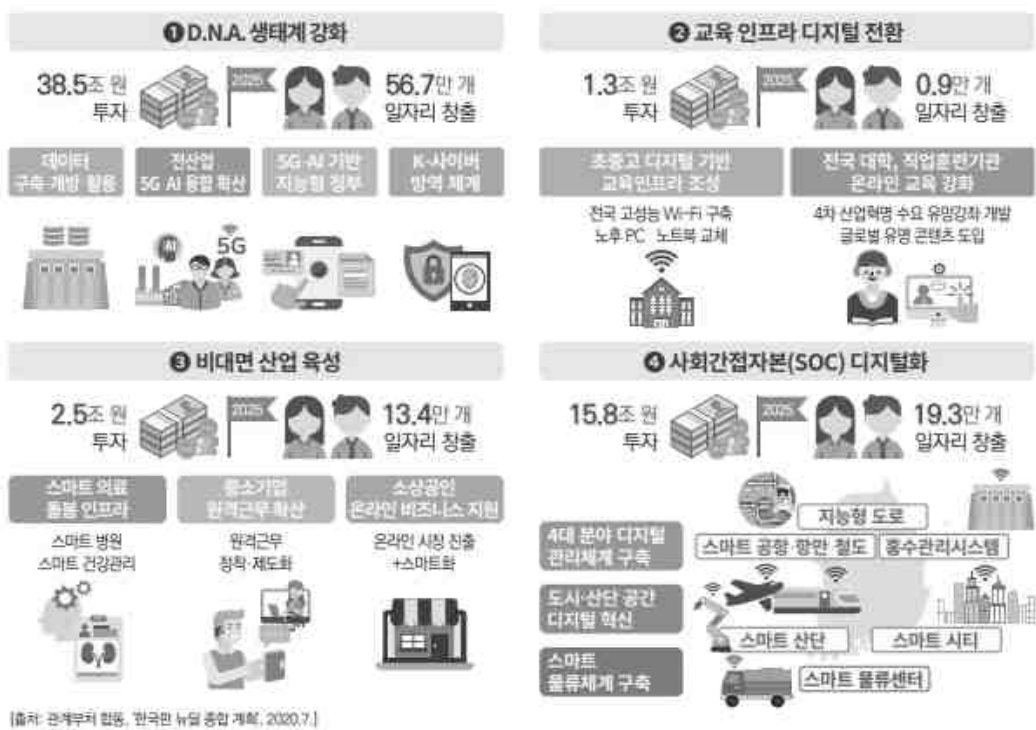 ❶ D.N.A. 생태계 강화
38.5조 원
투자
2025
56.7만 개
일자리 창출
데이터
구축·개방·활용
전산업
5G·AI 융합 확산
5G·AI 기반
지능형 정부
K-사이버
방역 체계
AI
5G
❷ 교육 인프라 디지털 전환
1.3조 원
투자
2025
0.9만 개
일자리 창출
초중고 디지털 기반
교육인프라 조성
전국 고성능 Wi-Fi 구축
노후 PC 노트북 교체
전국 대학, 직업훈련기관
온라인 교육 강화
4차 산업혁명 수요 유망강좌 개발
글로벌 유명 콘텐츠 도입
❸ 비대면 산업 육성
2.5조 원
투자
2025
13.4만 개
일자리 창출
스마트 의료
돌봄 인프라
스마트 병원
스마트 건강관리
중소기업
원격근무 확산
원격근무
정착·제도화
소상공인
온라인 비즈니스 지원
온라인 시장 진출
+스마트화
❹ 사회간접자본(SOC) 디지털화
15.8조 원
투자
2025
19.3만 개
일자리 창출
4대 분야 디지털
관리체계 구축
도시·산단 공간
디지털 혁신
스마트
물류체계 구축
지능형 도로
스마트 공항·항만·철도
홍수관리시스템
스마트 산단
스마트 시티
스마트 물류센터
[출처: 관계부처 합동, '한국판 뉴딜 종합 계획', 2020.7.]